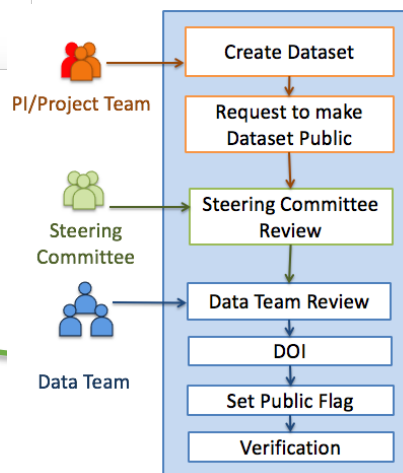 Create Dataset
PI/Project Team
Request to make
Dataset Public
Steering Committee
Review
Steering
Committee
Data Team Review
DOI
Data Team
Set Public Flag
Verification